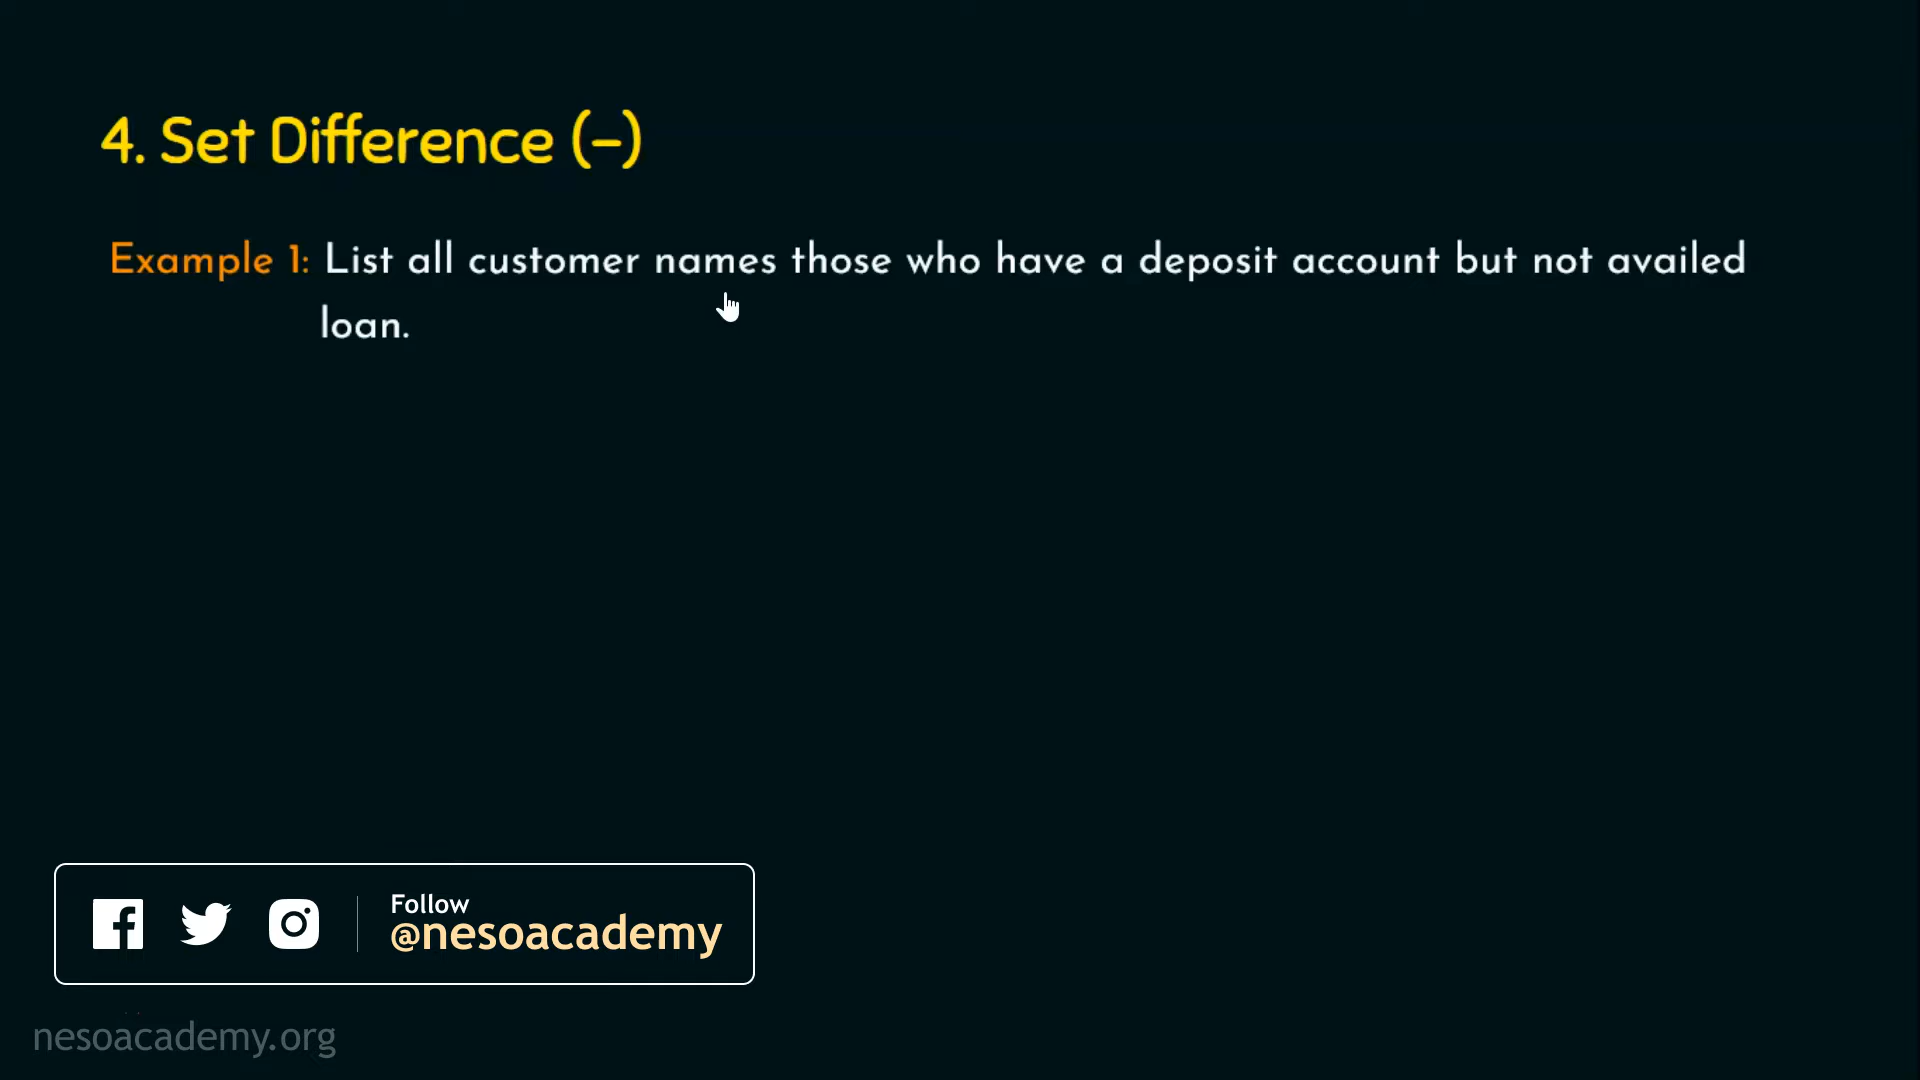 4. Set Difference (-)
Example 1: List all customer names those who have a deposit account but not availed
loan.
Follow
@nesoacademy
nesoacademy.org